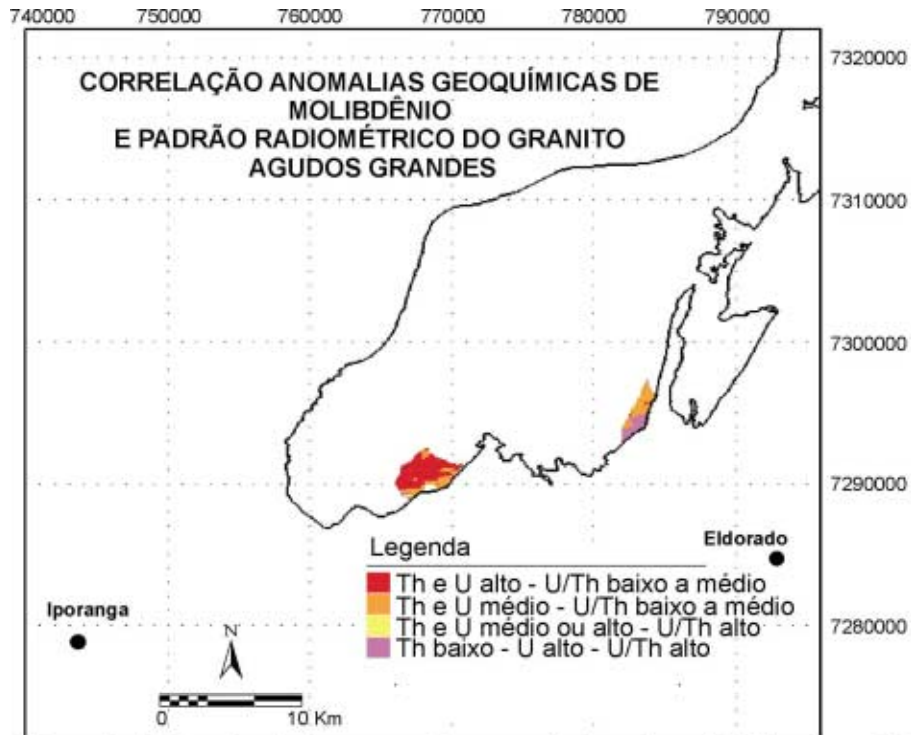 740000 750000 760000 770000 780000 790000
7320000
CORRELAÇÃO ANOMALIAS GEOQUÍMICAS DE
MOLIBDÊNIO
E PADRÃO RADIOMÉTRICO DO GRANITO
AGUDOS GRANDES
7310000
7300000
7290000
Legenda
Th e U alto - U/Th baixo a médio
Th e U médio - U/Th baixo a médio
Th e U médio ou alto - U/Th alto
Th baixo - U alto - U/Th alto
Eldorado
Iporanga
7280000
N
0 10 Km